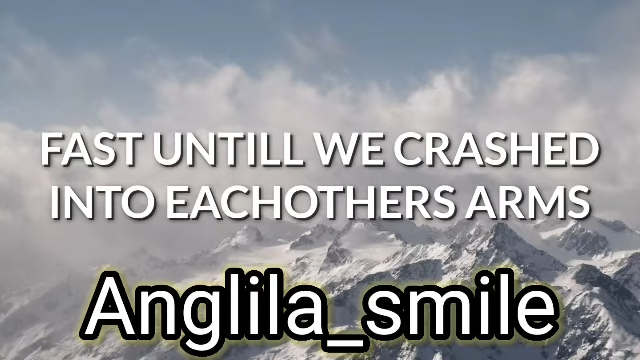 FAST UNTILL WE CRASHED
INTO EACHOTHERS ARMS
Anglila_smile